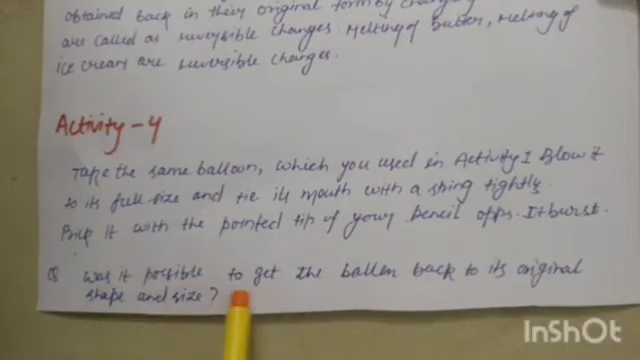 obtained back in their original form by changing
are called as reversible changes. Melting of butter, Melting of
ice cream are reversible changes.
Activity-4
Take the same balloon, which you used in Activity I Blow it
to its full size and tie its mouth with a string tightly.
Prick it with the pointed tip of your pencil opps. It burst.
Q Was it possible to get the ballon back to its original
shape and size?
InShOt